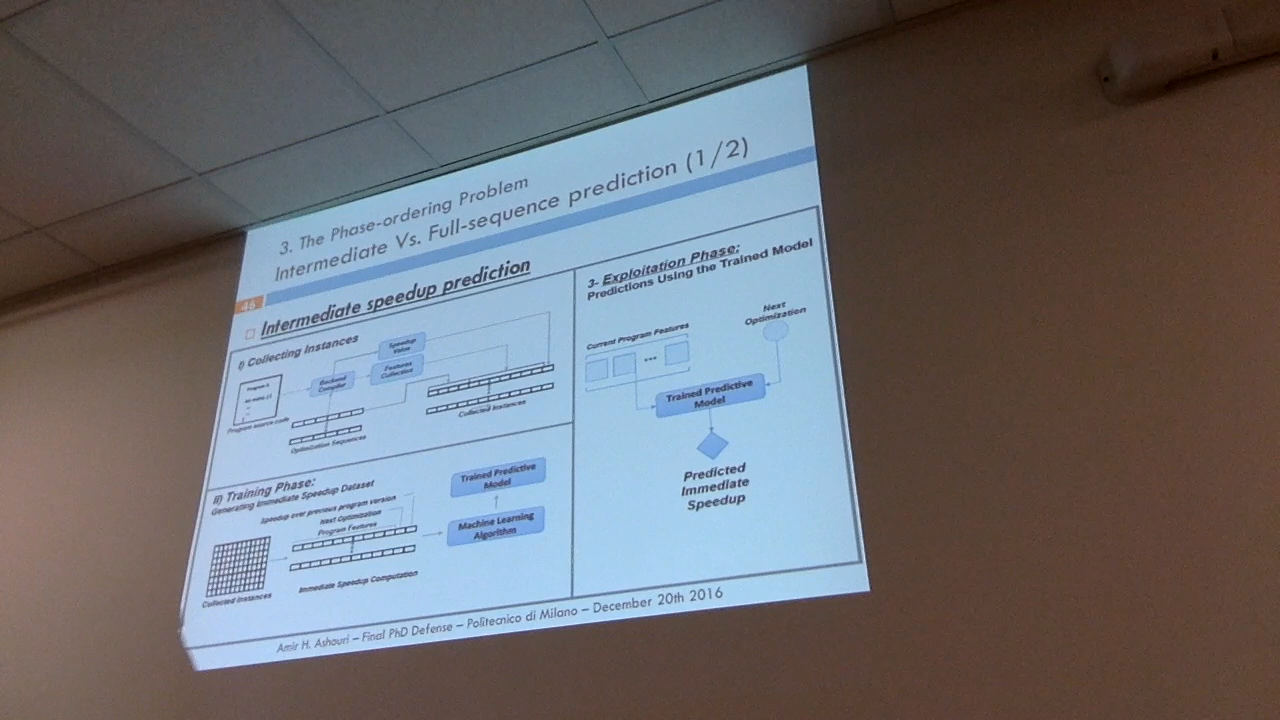 3. The Phase-ordering Problem
Intermediate Vs. Full-sequence prediction (1/2)
46
Intermediate speedup prediction
I) Collecting Instances
Speedup
Value
Features
Collection
Backend
Compiler
Program source code
Optimization Sequences
Collected Instances
II) Training Phase:
Generating Immediate Speedup Dataset
Speedup over previous program version
Next Optimization
Program Features
Collected Instances
Immediate Speedup Computation
Trained Predictive
Model
Machine Learning
Algorithm
3- Exploitation Phase:
Predictions Using the Trained Model
Current Program Features
Next
Optimization
Trained Predictive
Model
Predicted
Immediate
Speedup
Amir H. Ashouri – Final PhD Defense – Politecnico di Milano – December 20th 2016